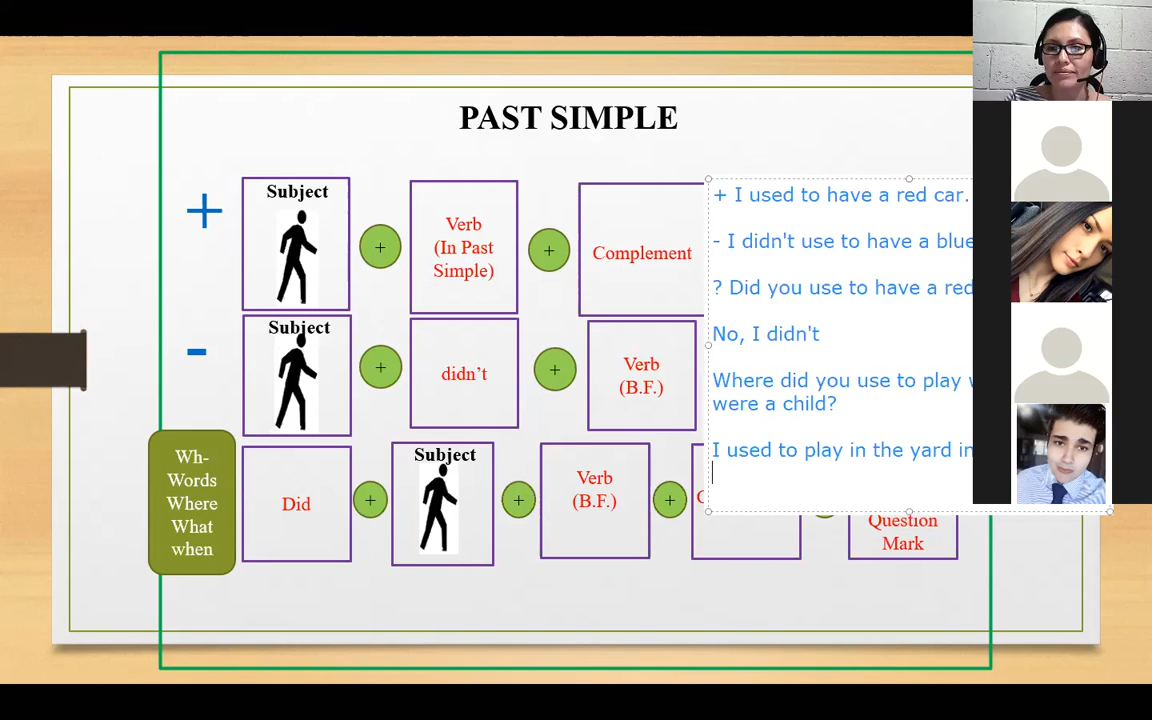 PAST SIMPLE
+
Subject
+
Verb
(In Past
Simple)
+
Complement
-
Subject
+
didn't
+
Verb
(B.F.)
Wh-
Words
Where
What
when
Did
+
Subject
+
Verb
(B.F.)
+
Question
Mark
+ I used to have a red car.
- I didn't use to have a blue
? Did you use to have a red
No, I didn't
Where did you use to play
were a child?
I used to play in the yard in